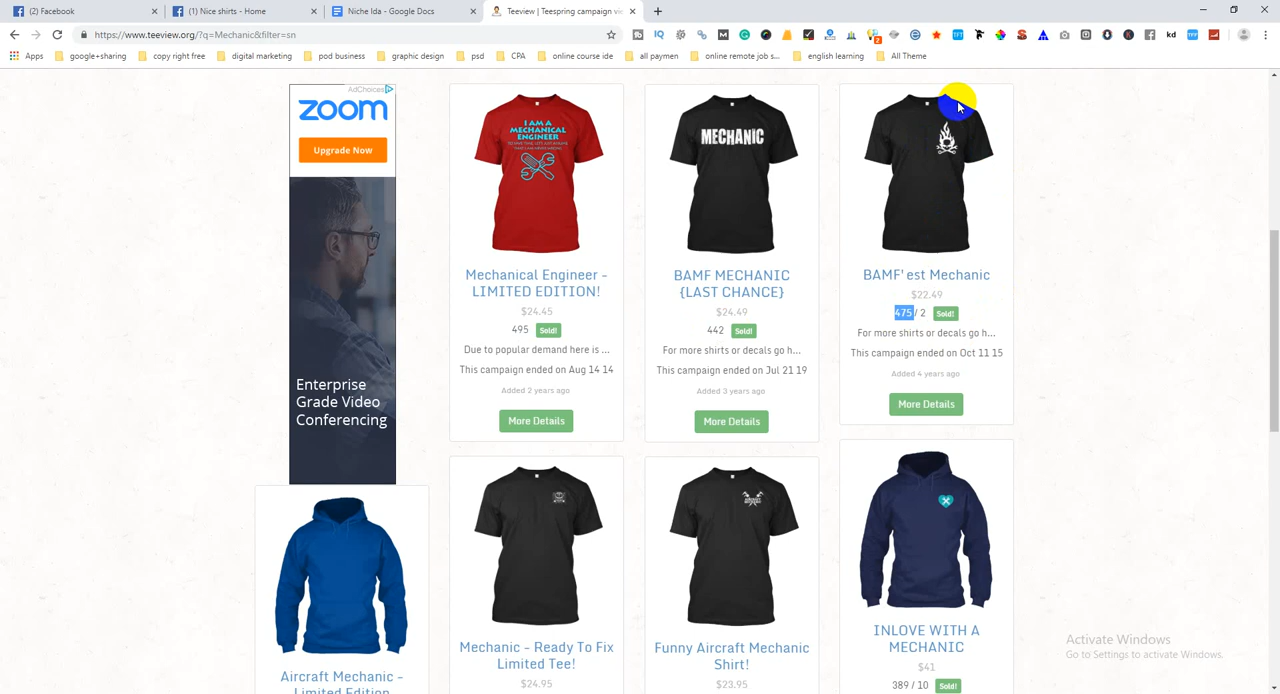 (2) Facebook
(1) Nice shirts - Home
Niche Ida - Google Docs
Teeview | Teespring campaign vi
https://www.teeview.org/?q=Mechanic&filter=sn
Apps
google+sharing
copy right free
digital marketing
pod business
graphic design
psd
CPA
online course ide
all paymen
online remote job s...
english learning
All Theme
AdChoices
zoom
Upgrade Now
Enterprise
Grade Video
Conferencing
I AM A
MECHANICAL
ENGINEER
Mechanical Engineer -
LIMITED EDITION!
$24.45
495 Sold!
Due to popular demand here is ...
This campaign ended on Aug 14 14
Added 2 years ago
More Details
MECHANIC
BAMF MECHANIC
{LAST CHANCE}
$24.49
442 Sold!
For more shirts or decals go h...
This campaign ended on Jul 21 19
Added 3 years ago
More Details
BAMF'est Mechanic
$22.49
475 / 2 Sold!
For more shirts or decals go h...
This campaign ended on Oct 11 15
Added 4 years ago
More Details
Aircraft Mechanic -
Limited Edition
Mechanic - Ready To Fix
Limited Tee!
$24.95
Funny Aircraft Mechanic
Shirt!
$23.95
INLOVE WITH A
MECHANIC
$41
389 / 10 Sold!
Activate Windows
Go to Settings to activate Windows.